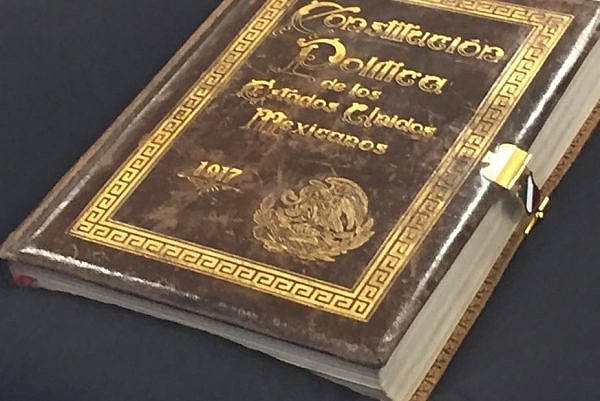 Constitución
Política
de los
Estados Unidos
Mexicanos
1917